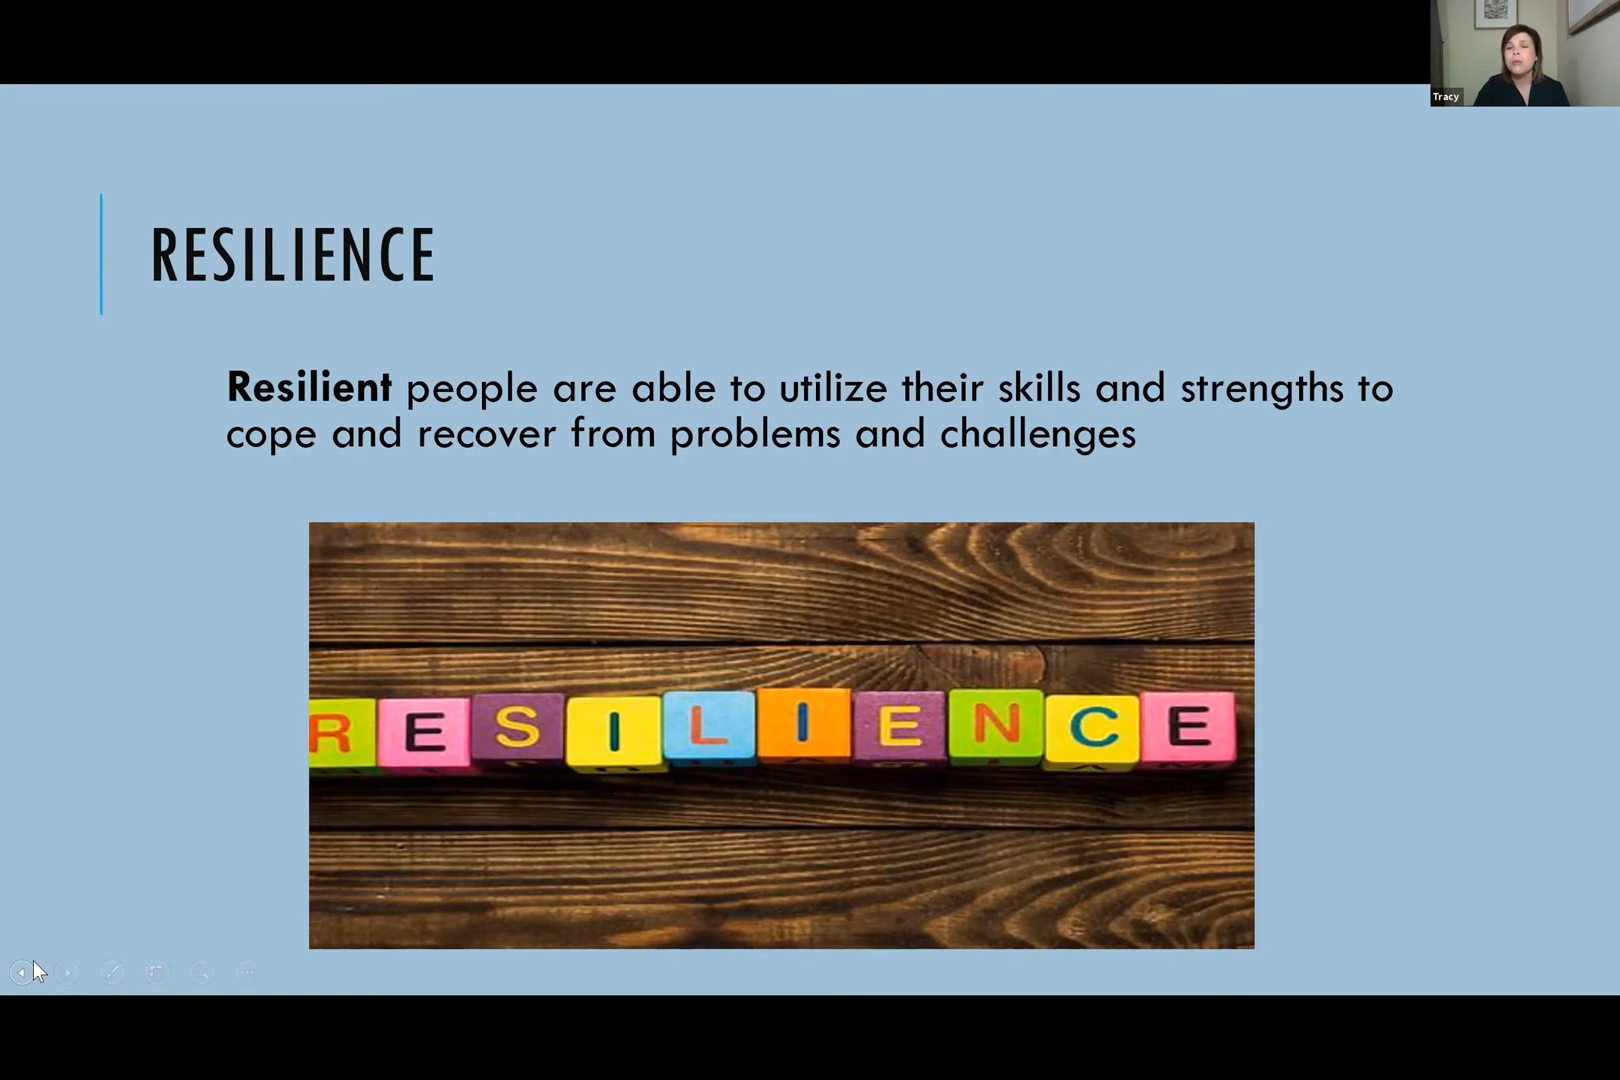 Tracy
RESILIENCE
Resilient people are able to utilize their skills and strengths to
cope and recover from problems and challenges
RESILIENCE